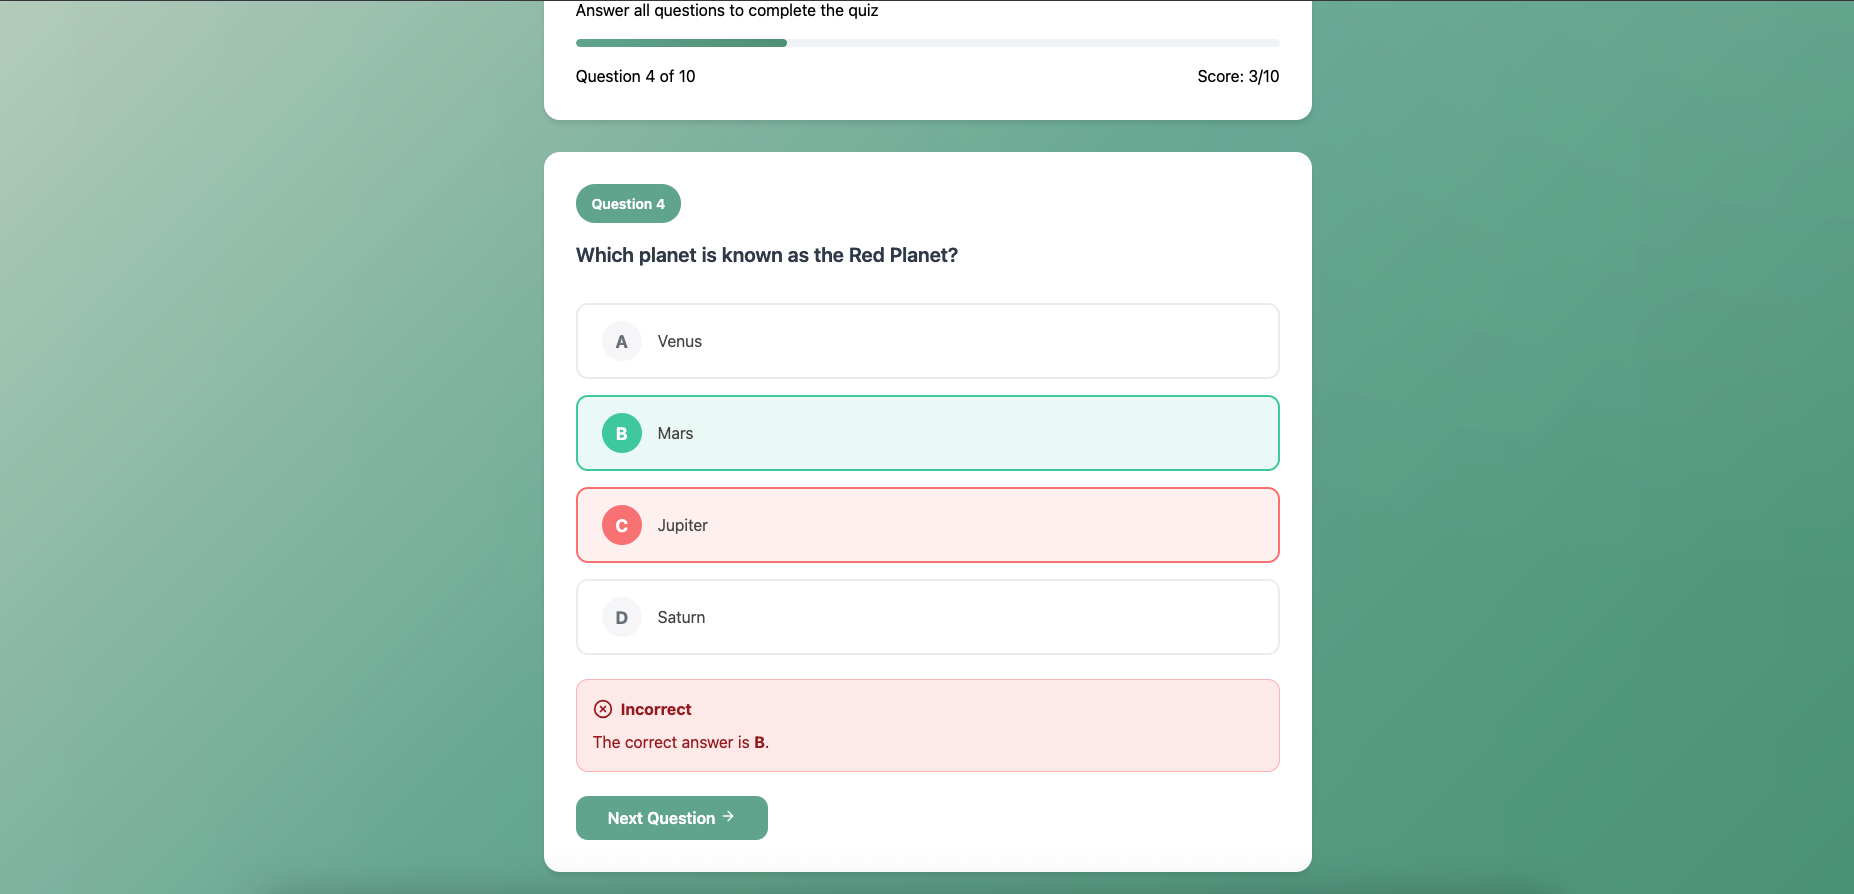 Answer all questions to complete the quiz
Question 4 of 10
Score: 3/10
Question 4
Which planet is known as the Red Planet?
A Venus
B Mars
C Jupiter
D Saturn
Incorrect
The correct answer is B.
Next Question →